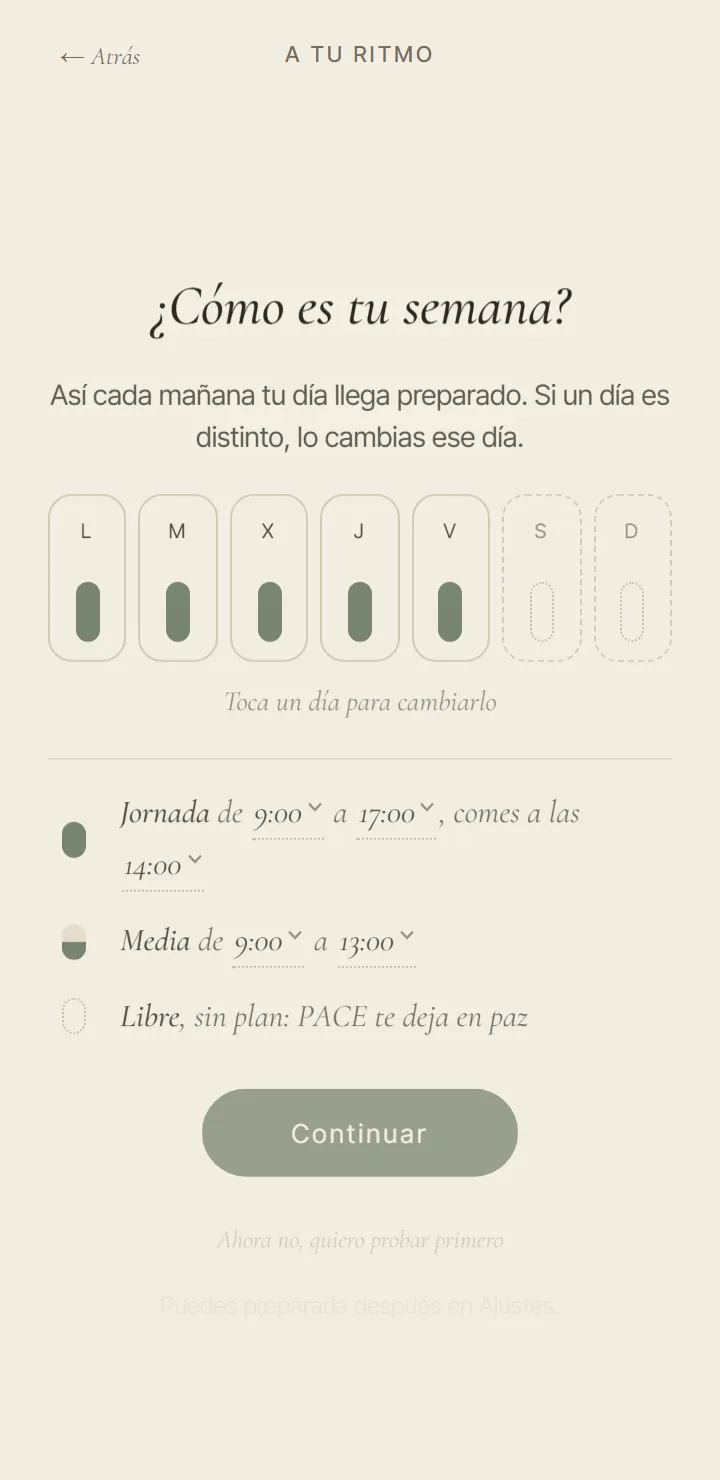 ← Atrás
A TU RITMO
¿Cómo es tu semana?
Así cada mañana tu día llega preparado. Si un día es
distinto, lo cambias ese día.
L M X J V S D
Toca un día para cambiarlo
Jornada de 9:00 a 17:00, comes a las
14:00
Media de 9:00 a 13:00
Libre, sin plan: PACE te deja en paz
Continuar
Ahora no, quiero probar primero
Puedes prepararla después en Ajustes.